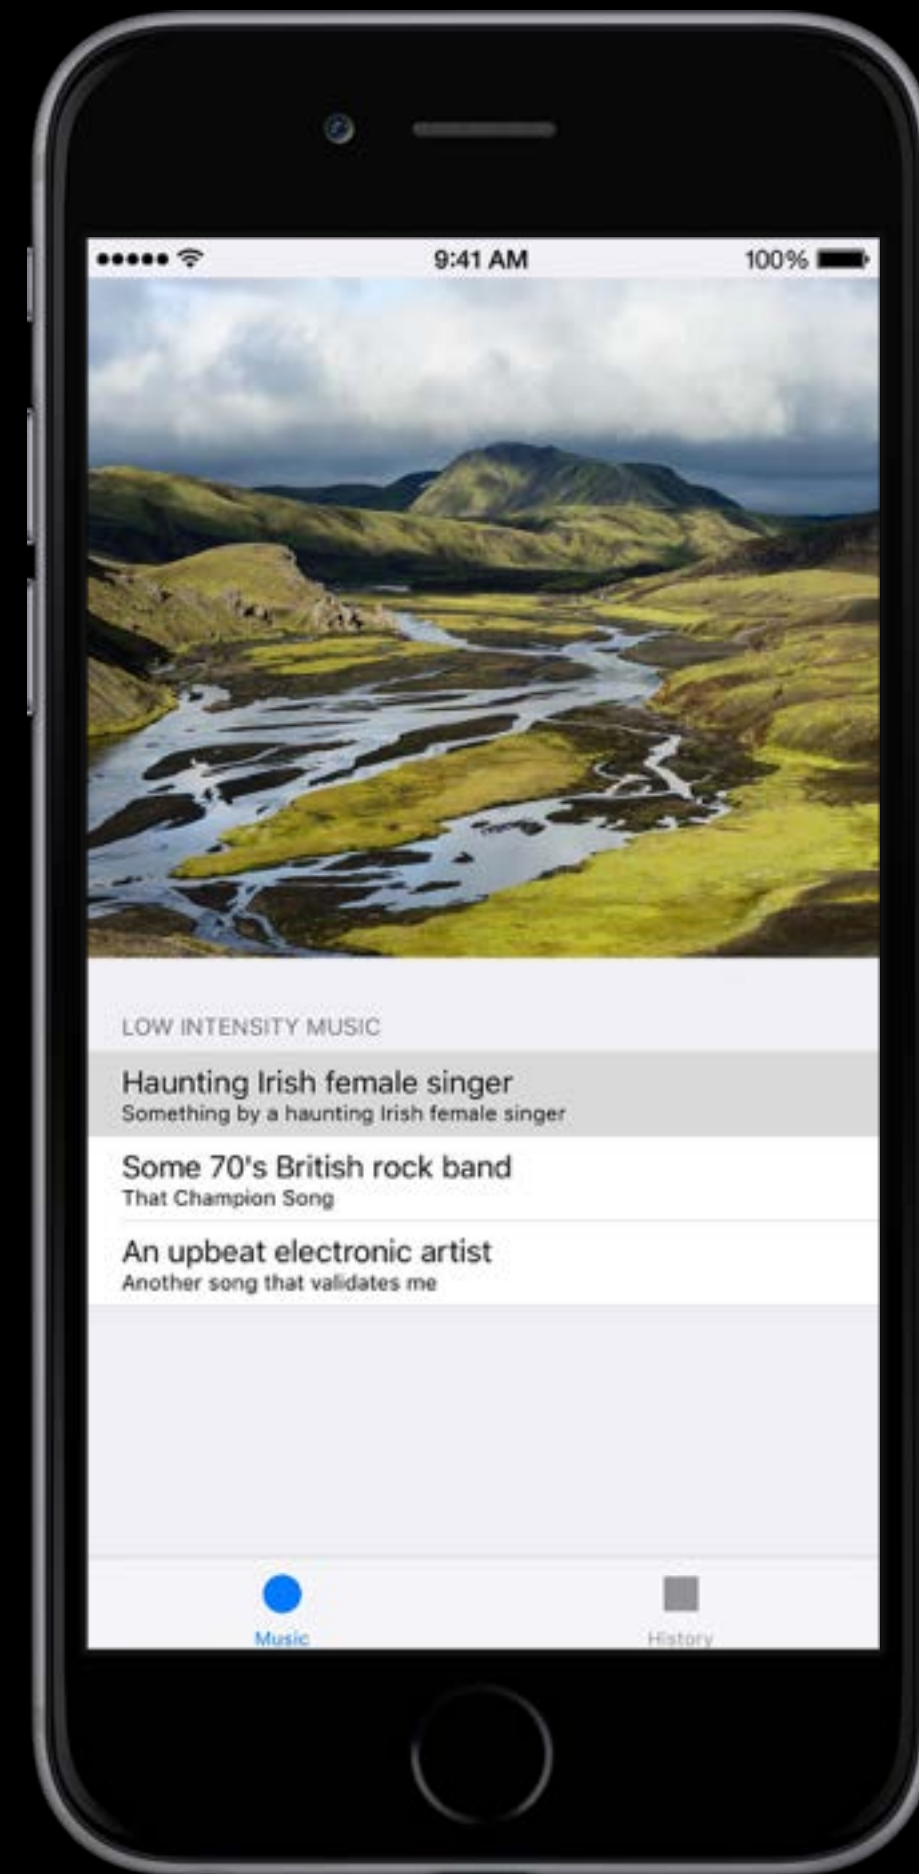 9:41 AM 100%
LOW INTENSITY MUSIC
Haunting Irish female singer
Something by a haunting Irish female singer
Some 70's British rock band
That Champion Song
An upbeat electronic artist
Another song that validates me
Music History